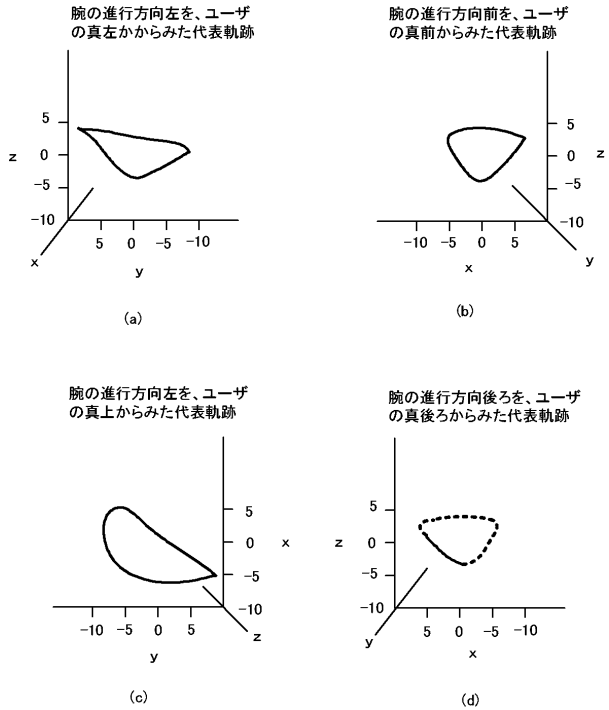 腕の進行方向左を、ユーザ
の真左かからみた代表軌跡
5
0
-5
-10
z
x
5 0 -5 -10
y
(a)
腕の進行方向前を、ユーザ
の真前からみた代表軌跡
5
0
-5
-10
z
-10 -5 0 5
x
y
(b)
腕の進行方向左を、ユーザ
の真上からみた代表軌跡
5
0
-5
-10
x
-10 -5 0 5
y
z
(c)
腕の進行方向後ろを、ユーザ
の真後ろからみた代表軌跡
5
0
-5
-10
z
y
5 0 -5 -10
x
(d)